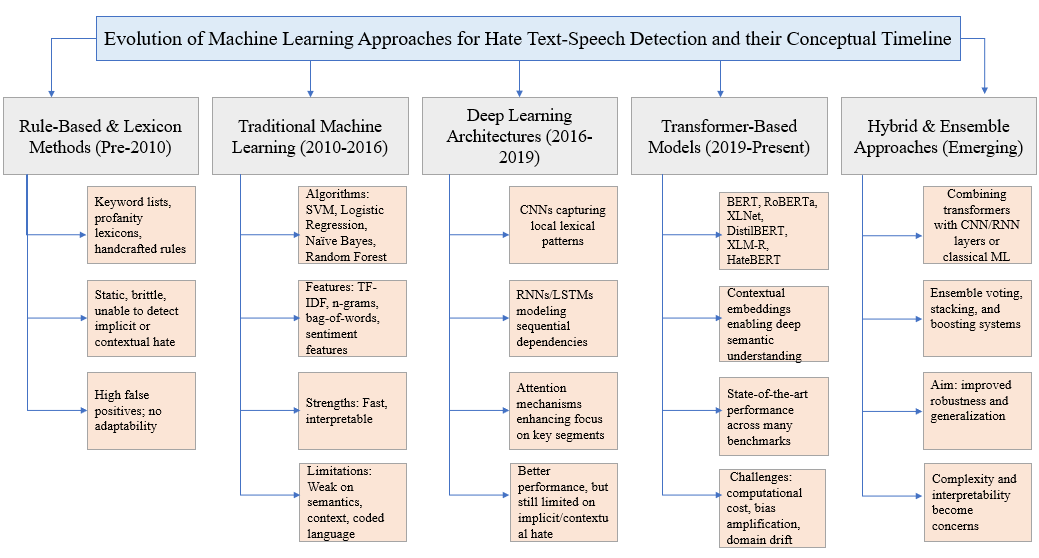 Evolution of Machine Learning Approaches for Hate Text-Speech Detection and their Conceptual Timeline
Rule-Based & Lexicon
Methods (Pre-2010)
Keyword lists,
profanity
lexicons,
handcrafted rules
Static, brittle,
unable to detect
implicit or
contextual hate
High false
positives; no
adaptability
Traditional Machine
Learning (2010-2016)
Algorithms:
SVM, Logistic
Regression,
Naïve Bayes,
Random Forest
Features: TF-
IDF, n-grams,
bag-of-words,
sentiment
features
Strengths: Fast,
interpretable
Limitations:
Weak on
semantics,
context, coded
language
Deep Learning
Architectures (2016-
2019)
CNNs capturing
local lexical
patterns
RNNs/LSTMs
modeling
sequential
dependencies
Attention
mechanisms
enhancing focus
on key segments
Better
performance, but
still limited on
implicit/contextu
al hate
Transformer-Based
Models (2019-Present)
BERT, RoBERTa,
XLNet,
DistilBERT,
XLM-R,
HateBERT
Contextual
embeddings
enabling deep
semantic
understanding
State-of-the-art
performance
across many
benchmarks
Challenges:
computational
cost, bias
amplification,
domain drift
Hybrid & Ensemble
Approaches (Emerging)
Combining
transformers
with CNN/RNN
layers or
classical ML
Ensemble voting,
stacking, and
boosting systems
Aim: improved
robustness and
generalization
Complexity and
interpretability
become
concerns